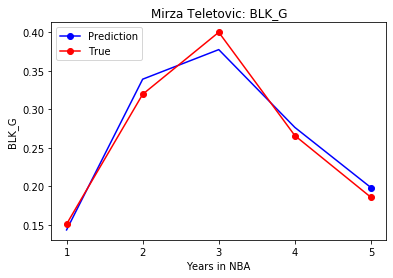 Mirza Teletovic: BLK_G
Prediction
True
BLK_G
0.40
0.35
0.30
0.25
0.20
0.15
1 2 3 4 5
Years in NBA